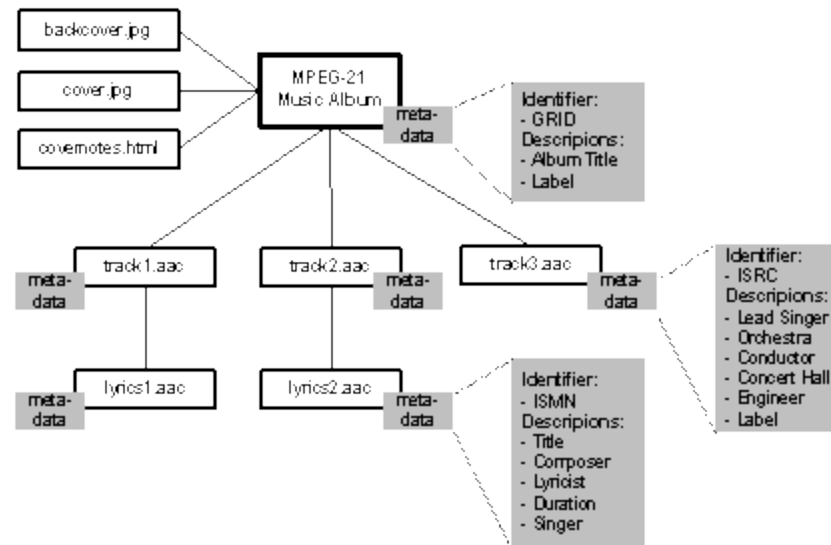 backcover.jpg
cover.jpg
covernotes.html
MPEG-21
Music Album
meta-
data
Identifier:
- GRID
Descripions:
- Album Title
- Label
track1.aac
meta-
data
track2.aac
meta-
data
track3.aac
meta-
data
Identifier:
- ISRC
Descripions:
- Lead Singer
- Orchestra
- Conductor
- Concert Hall
- Engineer
- Label
lyrics1.aac
meta-
data
lyrics2.aac
meta-
data
Identifier:
- ISMN
Descripions:
- Title
- Composer
- Lyricist
- Duration
- Singer